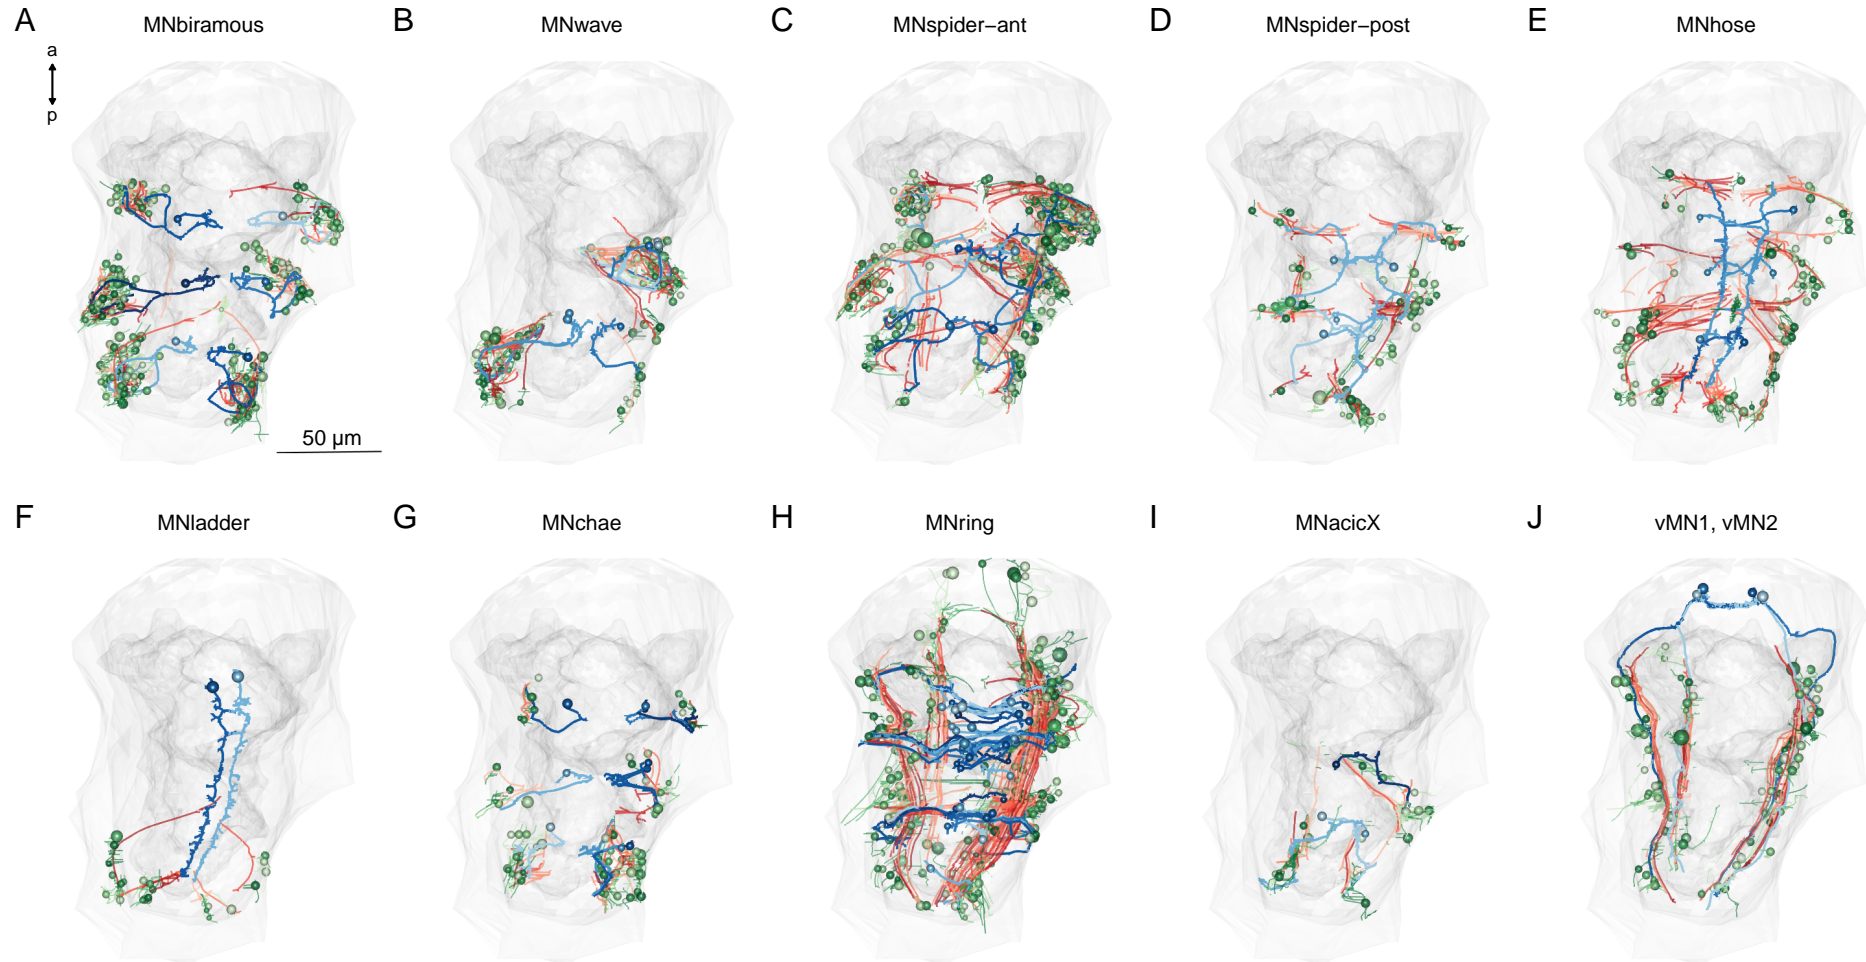 A MNbiramous
B MNwave
C MNspider−ant
D MNspider−post
E MNhose
a
p
50 µm
F MNladder
G MNchae
H MNring
I MNacicX
J vMN1, vMN2